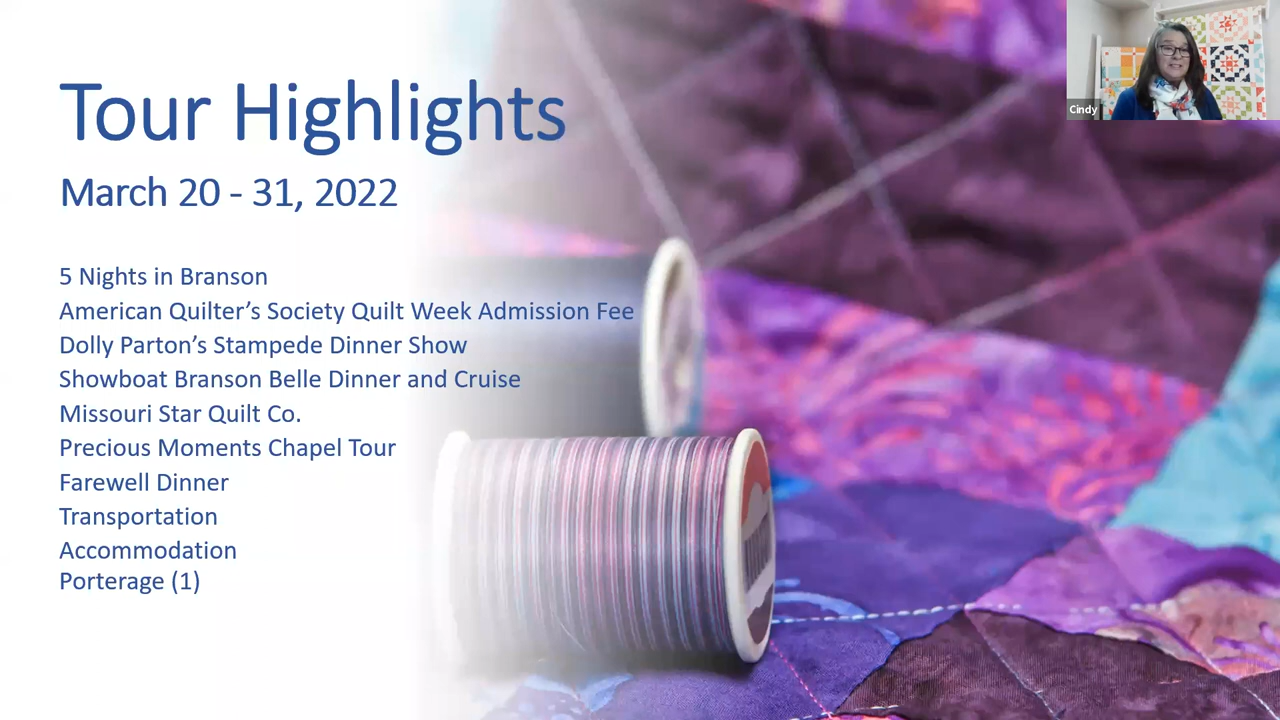 Tour Highlights
March 20 - 31, 2022
5 Nights in Branson
American Quilter’s Society Quilt Week Admission Fee
Dolly Parton’s Stampede Dinner Show
Showboat Branson Belle Dinner and Cruise
Missouri Star Quilt Co.
Precious Moments Chapel Tour
Farewell Dinner
Transportation
Accommodation
Porterage (1)
Cindy